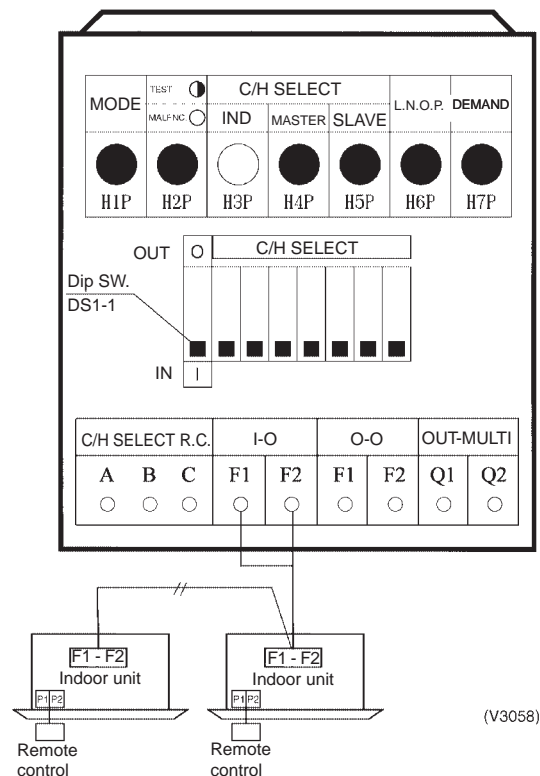 MODE TEST C/H SELECT L.N.O.P. DEMAND
MALFNC. IND MASTER SLAVE
H1P H2P H3P H4P H5P H6P H7P
OUT O C/H SELECT
Dip SW.
DS1-1
IN I
C/H SELECT R.C. I-O O-O OUT-MULTI
A B C F1 F2 F1 F2 Q1 Q2
F1 - F2 F1 - F2
Indoor unit Indoor unit
P1 P2 P1 P2
(V3058)
Remote Remote
control control